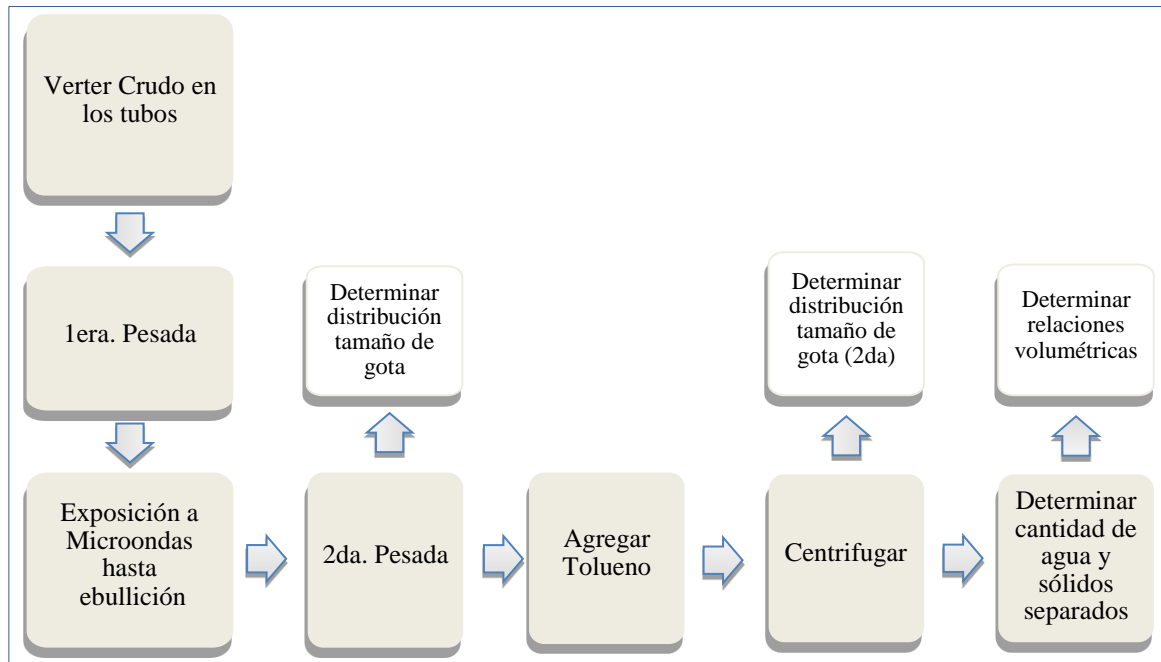 Verter Crudo en
los tubos
1era. Pesada
Determinar
distribución
tamaño de
gota
Determinar
distribución
tamaño de
gota (2da)
Determinar
relaciones
volumétricas
Exposición a
Microondas
hasta
ebullición
2da. Pesada
Agregar
Tolueno
Centrifugar
Determinar
cantidad de
agua y
sólidos
separados